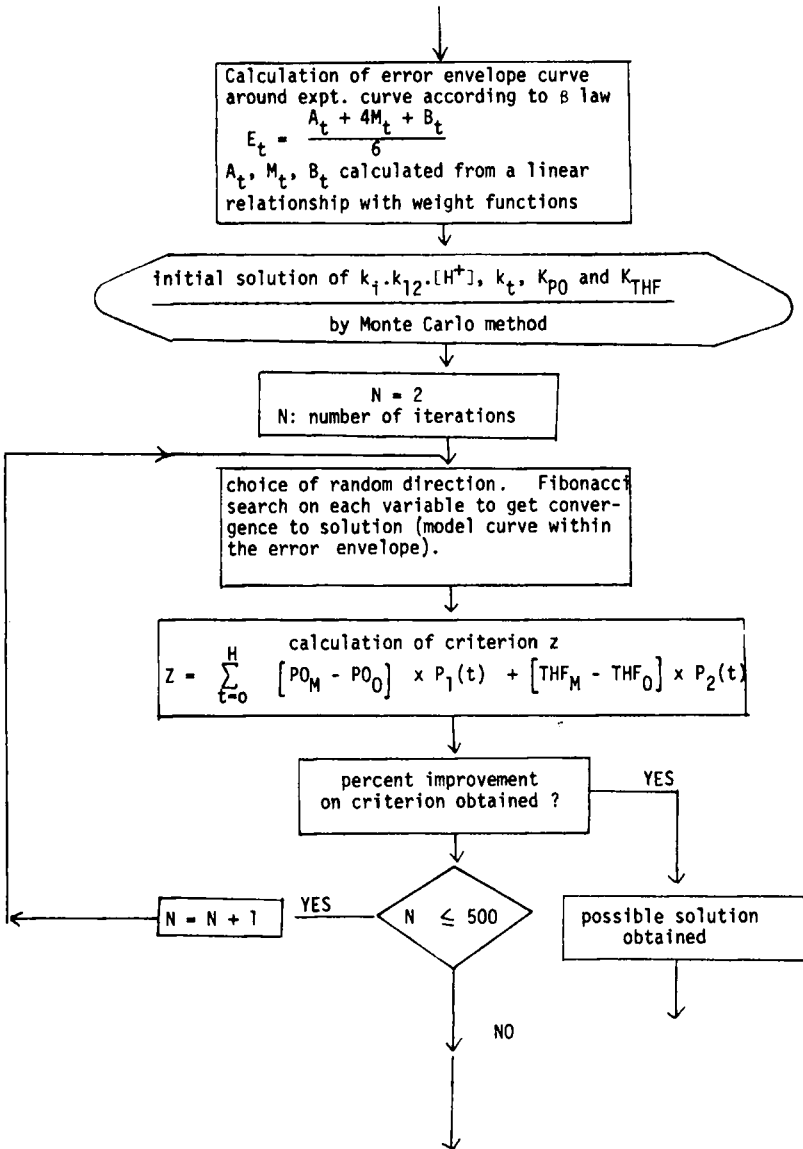 Calculation of error envelope curve
around expt. curve according to β law
E_t = (A_t + 4M_t + B_t) / 6
A_t, M_t, B_t calculated from a linear
relationship with weight functions
initial solution of k_i.k_12.[H^+], k_t, K_PO and K_THF
by Monte Carlo method
N = 2
N: number of iterations
choice of random direction. Fibonacci
search on each variable to get conver-
gence to solution (model curve within
the error envelope).
calculation of criterion z
Z = ∑_{t=o}^{H} [PO_M - PO_O] x P_1(t) + [THF_M - THF_O] x P_2(t)
percent improvement
on criterion obtained ?
YES
N = N + 1
YES
N ≤ 500
possible solution
obtained
NO